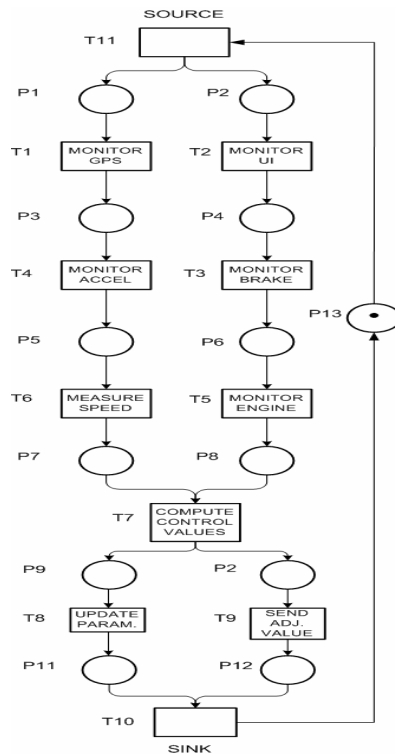 SOURCE
T11
P1
P2
T1
MONITOR
GPS
T2
MONITOR
UI
P3
P4
T4
MONITOR
ACCEL
T3
MONITOR
BRAKE
P13
P5
P6
T6
MEASURE
SPEED
T5
MONITOR
ENGINE
P7
P8
T7
COMPUTE
CONTROL
VALUES
P9
P2
T8
UPDATE
PARAM.
T9
SEND
ADJ.
VALUE
P11
P12
T10
SINK